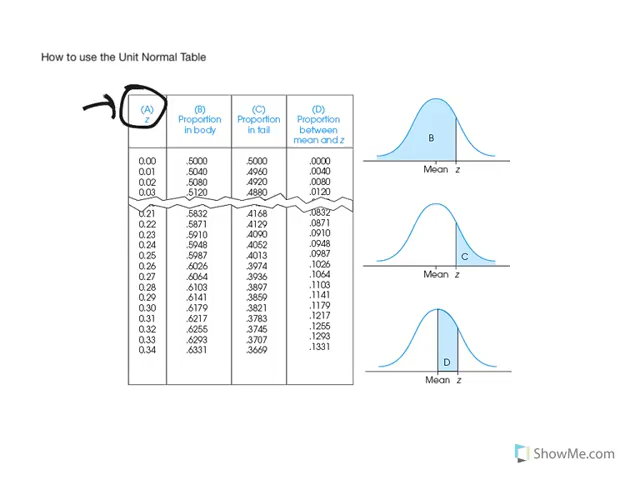 How to use the Unit Normal Table
(A) (B) (C) (D)
z Proportion Proportion Proportion
in body in tail between
mean and z
0.00 .5000 .5000 .0000
0.01 .5040 .4960 .0040
0.02 .5080 .4920 .0080
0.03 .5120 .4880 .0120
0.21 .5832 .4168 .0832
0.22 .5871 .4129 .0871
0.23 .5910 .4090 .0910
0.24 .5948 .4052 .0948
0.25 .5987 .4013 .0987
0.26 .6026 .3974 .1026
0.27 .6064 .3936 .1064
0.28 .6103 .3897 .1103
0.29 .6141 .3859 .1141
0.30 .6179 .3821 .1179
0.31 .6217 .3783 .1217
0.32 .6255 .3745 .1255
0.33 .6293 .3707 .1293
0.34 .6331 .3669 .1331
B
Mean z
C
Mean z
D
Mean z
ShowMe.com